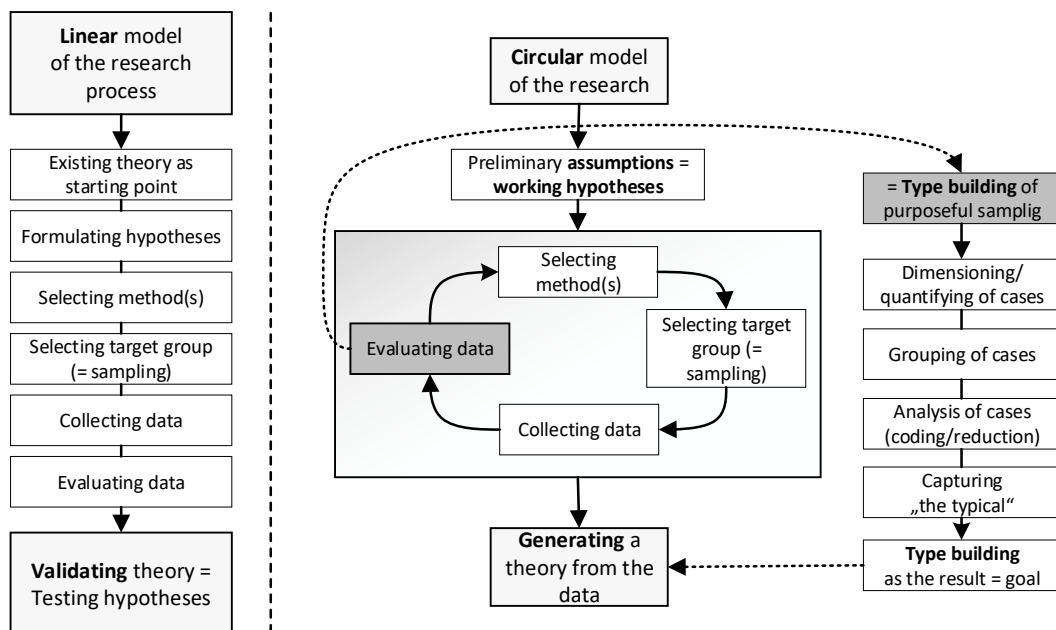 Linear model
of the research
process
Existing theory as
starting point
Formulating hypotheses
Selecting method(s)
Selecting target group
(= sampling)
Collecting data
Evaluating data
Validating theory =
Testing hypotheses
Circular model
of the research
Preliminary assumptions =
working hypotheses
Selecting
method(s)
Selecting target
group (=
sampling)
Collecting data
Evaluating data
Generating a
theory from the
data
= Type building of
purposeful samplig
Dimensioning/
quantifying of cases
Grouping of cases
Analysis of cases
(coding/reduction)
Capturing
„the typical“
Type building
as the result = goal